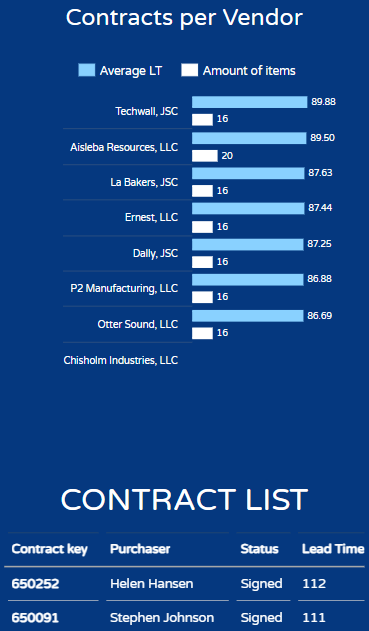 Contracts per Vendor
Average LT Amount of items
Techwall, JSC 89.88
16
Aisleba Resources, LLC 89.50
20
La Bakers, JSC 87.63
16
Ernest, LLC 87.44
16
Dally, JSC 87.25
16
P2 Manufacturing, LLC 86.88
16
Otter Sound, LLC 86.69
16
Chisholm Industries, LLC
CONTRACT LIST
Contract key Purchaser Status Lead Time
650252 Helen Hansen Signed 112
650091 Stephen Johnson Signed 111